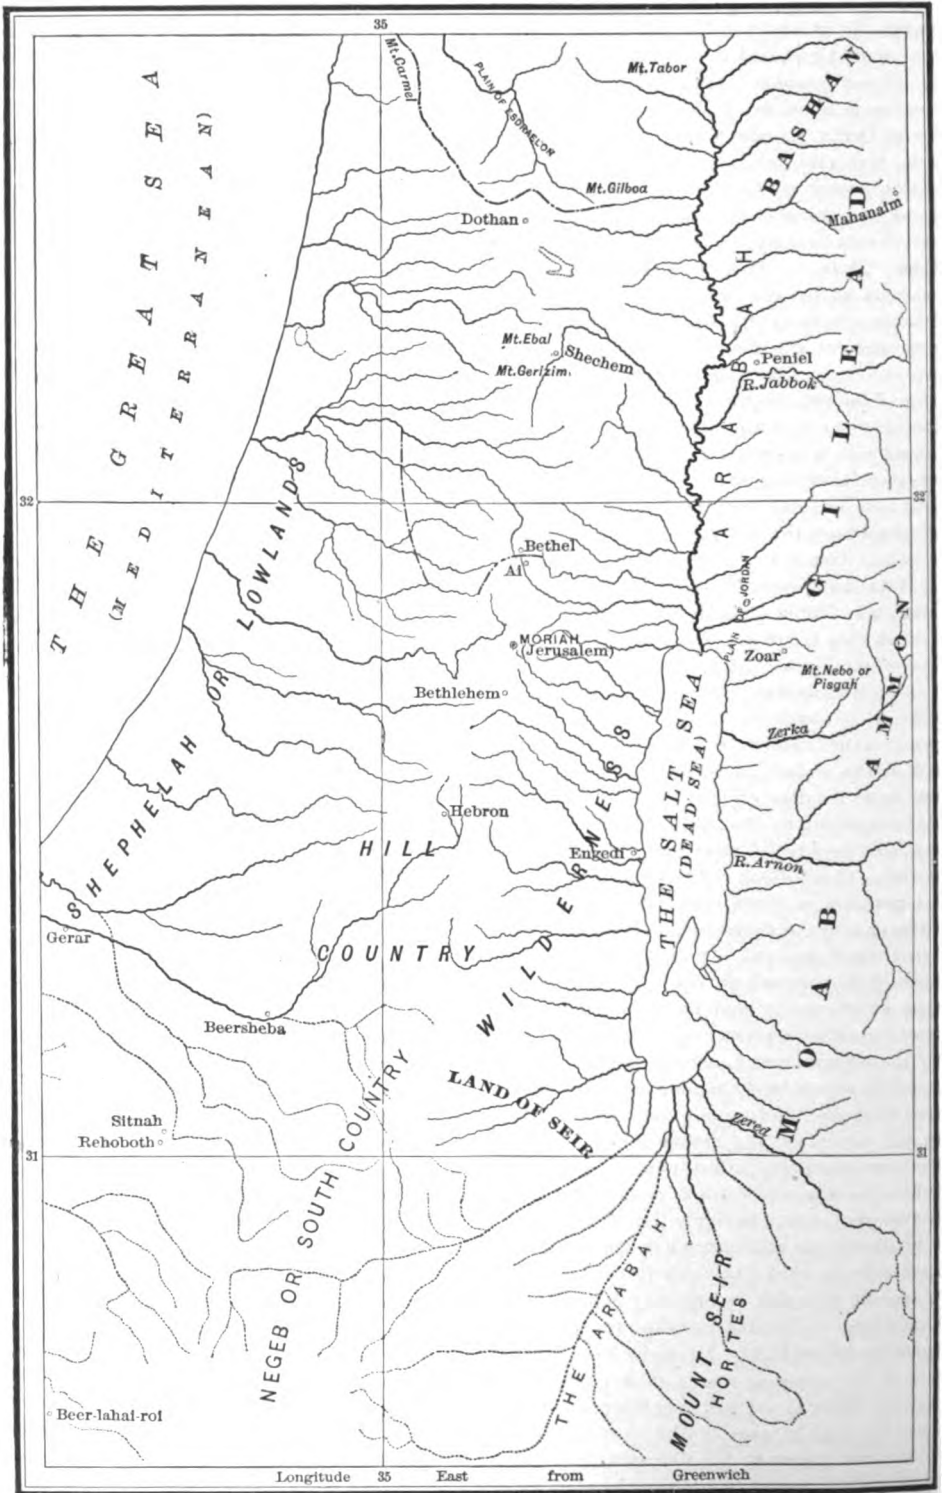 35
THE GREAT SEA
(MEDITERRANEAN)
Mt.Carmel
PLAIN OF ESDRAELOR
Mt.Tabor
BASHAN
Mt.Gilboa
Dothan
Mahanaim
Mt.Ebal
Shechem
Mt.Gerizim
Peniel
R.Jabbok
GILEAD
ARABAH
32
32
SHEPHELAH OR LOWLANDS
Bethel
Ai
PLAIN OF JORDAN
MORIAH
(Jerusalem)
Zoar
Mt.Nebo or
Pisgah
Bethlehem
AMMON
Zerka
THE SALT SEA
(DEAD SEA)
Hebron
HILL
COUNTRY
Engedi
R.Arnon
WILDERNESS
Gerar
MOAB
Beersheba
LAND OF SEIR
Zered
Sitnah
Rehoboth
31
31
NEGEB OR SOUTH COUNTRY
THE ARABAH
MOUNT SEIR
HORITES
Beer-lahai-roi
Longitude 35 East from Greenwich